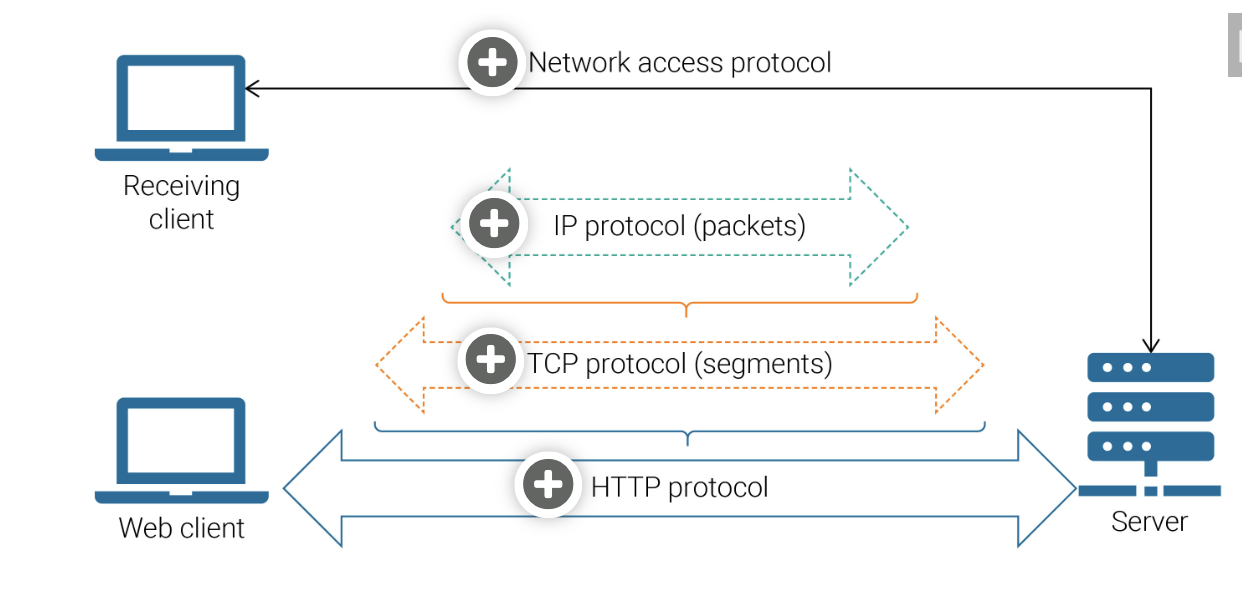 Network access protocol
Receiving
client
IP protocol (packets)
TCP protocol (segments)
HTTP protocol
Web client
Server